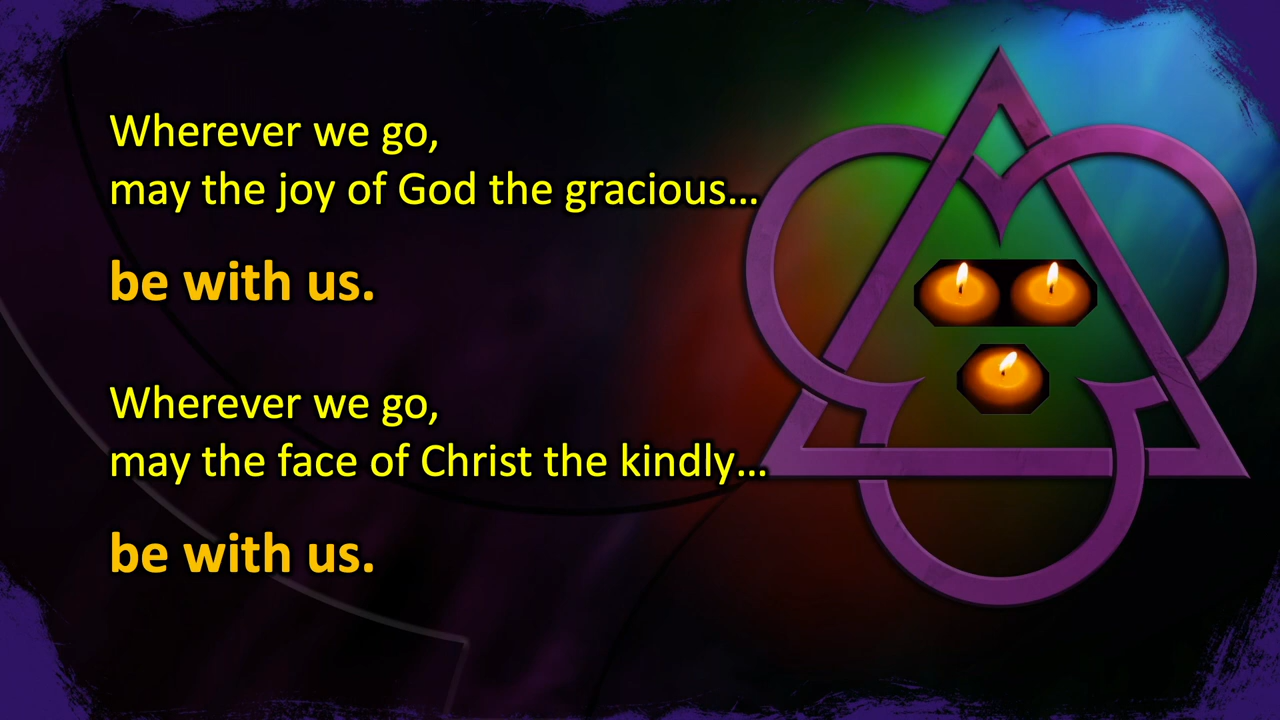 Wherever we go,
may the joy of God the gracious...
be with us.
Wherever we go,
may the face of Christ the kindly...
be with us.